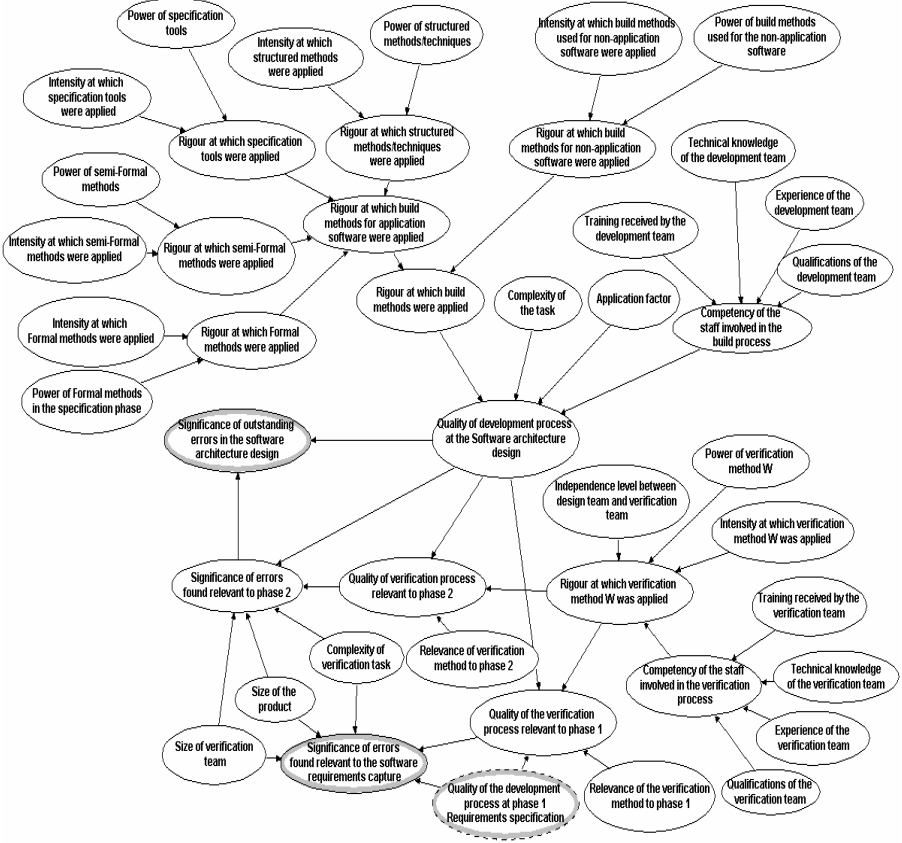 Power of specification
tools
Intensity at which
structured methods
were applied
Power of structured
methods/techniques
Intensity at which build methods
used for non-application
software were applied
Power of build methods
used for the non-application
software
Intensity at which
specification tools
were applied
Rigour at which specification
tools were applied
Rigour at which structured
methods/techniques
were applied
Rigour at which build
methods for non-application
software were applied
Technical knowledge
of the development team
Power of semi-Formal
methods
Experience of the
development team
Rigour at which build
methods for application
software were applied
Training received by the
development team
Intensity at which semi-Formal
methods were applied
Rigour at which semi-Formal
methods were applied
Qualifications of the
development team
Rigour at which build
methods were applied
Complexity of
the task
Application factor
Competency of the
staff involved in the
build process
Intensity at which
Formal methods were applied
Rigour at which Formal
methods were applied
Power of Formal methods
in the specification phase
Significance of outstanding
errors in the software
architecture design
Quality of development process
at the Software architecture
design
Power of verification
method W
Independence level between
design team and verification
team
Intensity at which verification
method W was applied
Significance of errors
found relevant to phase 2
Quality of verification process
relevant to phase 2
Rigour at which verification
method W was applied
Training received by the
verification team
Complexity of
verification task
Relevance of verification
method to phase 2
Competency of the staff
involved in the verification
process
Technical knowledge
of the verification team
Size of the
product
Quality of the verification
process relevant to phase 1
Experience of the
verification team
Size of verification
team
Significance of errors
found relevant to the software
requirements capture
Quality of the development
process at phase 1
Requirements specification
Relevance of the verification
method to phase 1
Qualifications of the
verification team